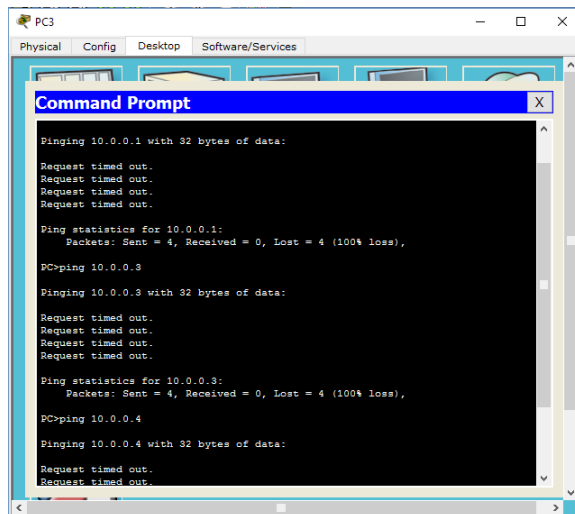 PC3
Physical Config Desktop Software/Services
Command Prompt
X
Pinging 10.0.0.1 with 32 bytes of data:
Request timed out.
Request timed out.
Request timed out.
Request timed out.
Ping statistics for 10.0.0.1:
Packets: Sent = 4, Received = 0, Lost = 4 (100% loss),
PC>ping 10.0.0.3
Pinging 10.0.0.3 with 32 bytes of data:
Request timed out.
Request timed out.
Request timed out.
Request timed out.
Ping statistics for 10.0.0.3:
Packets: Sent = 4, Received = 0, Lost = 4 (100% loss),
PC>ping 10.0.0.4
Pinging 10.0.0.4 with 32 bytes of data:
Request timed out.
Request timed out.